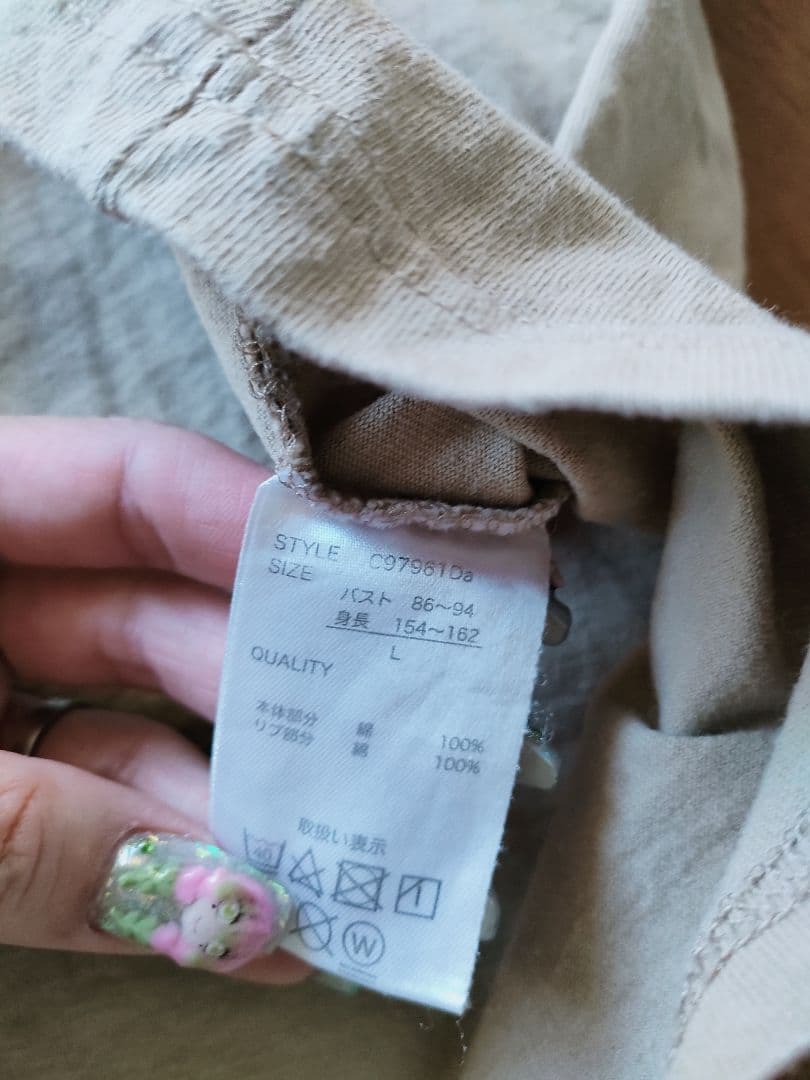 STYLE C97961Da
SIZE
バスト 86～94
身長 154～162
L
QUALITY
本体部分 綿 100%
リブ部分 綿 100%
取扱い表示
40
W